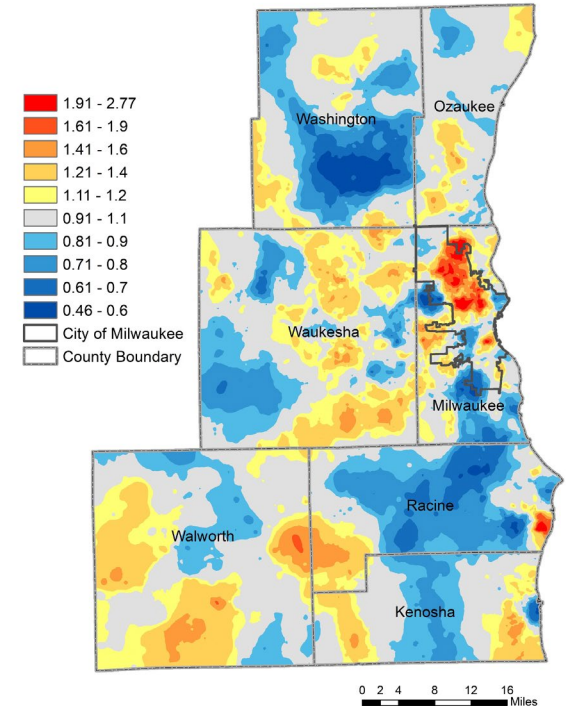 1.91 - 2.77
1.61 - 1.9
1.41 - 1.6
1.21 - 1.4
1.11 - 1.2
0.91 - 1.1
0.81 - 0.9
0.71 - 0.8
0.61 - 0.7
0.46 - 0.6
City of Milwaukee
County Boundary
Washington
Ozaukee
Waukesha
Milwaukee
Walworth
Racine
Kenosha
0 2 4 8 12 16
Miles